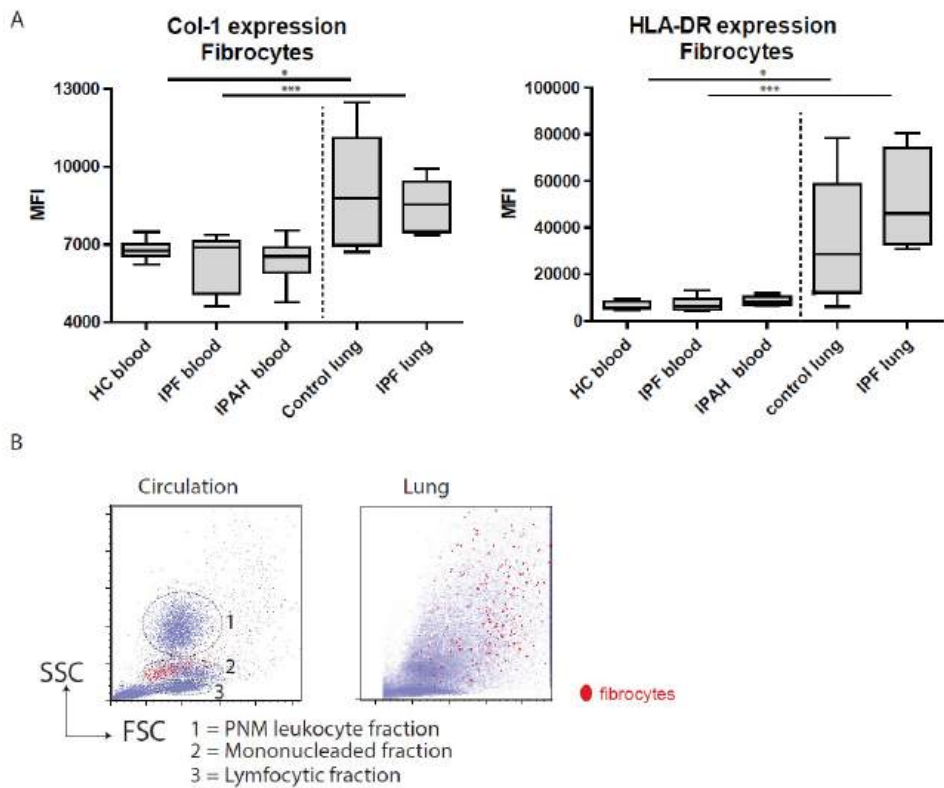 A
Col-1 expression
Fibrocytes
*
***
13000
10000
7000
4000
MFI
HC blood
IPF blood
IPAH blood
Control lung
IPF lung
HLA-DR expression
Fibrocytes
*
***
100000
80000
60000
40000
20000
0
MFI
HC blood
IPF blood
IPAH blood
control lung
IPF lung
B
Circulation
Lung
1
2
3
SSC
FSC
fibrocytes
1 = PNM leukocyte fraction
2 = Mononucleaded fraction
3 = Lymfocytic fraction